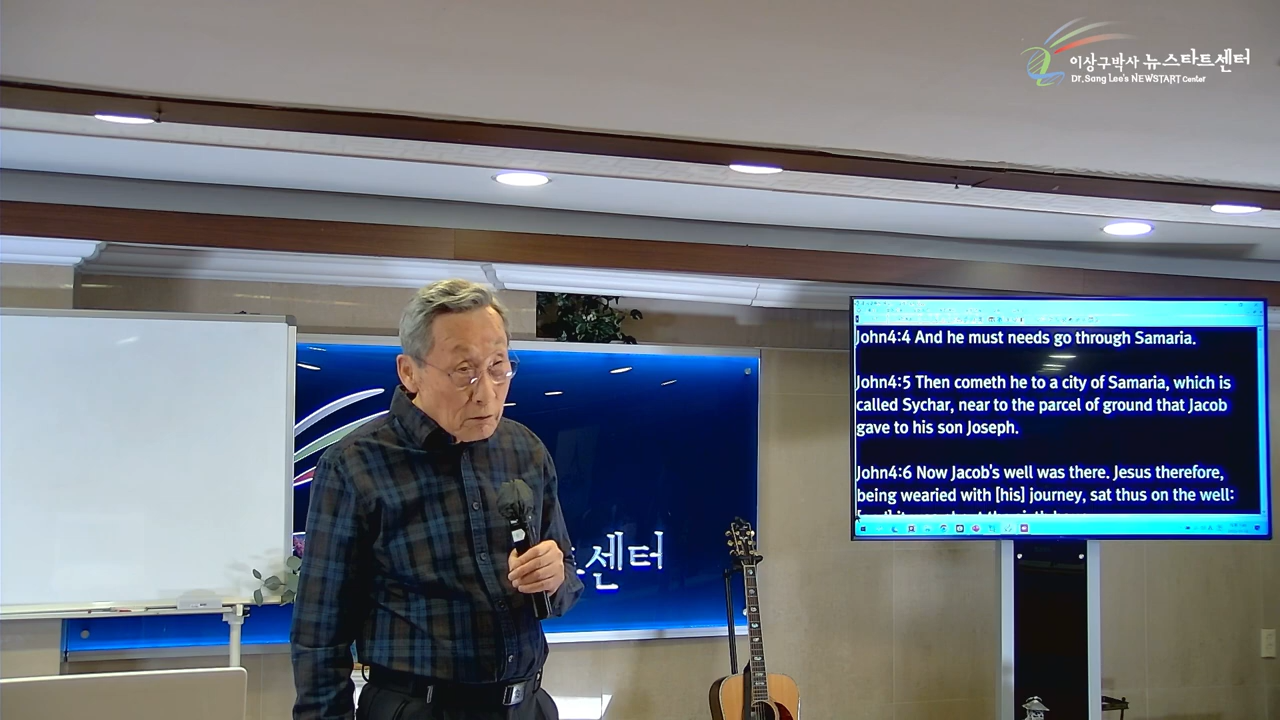 이상구박사 뉴스타트센터
Dr. Sang Lee's NEWSTART Center
John4:4 And he must needs go through Samaria.
John4:5 Then cometh he to a city of Samaria, which is
called Sychar, near to the parcel of ground that Jacob
gave to his son Joseph.
John4:6 Now Jacob's well was there. Jesus therefore,
being wearied with [his] journey, sat thus on the well:
센터